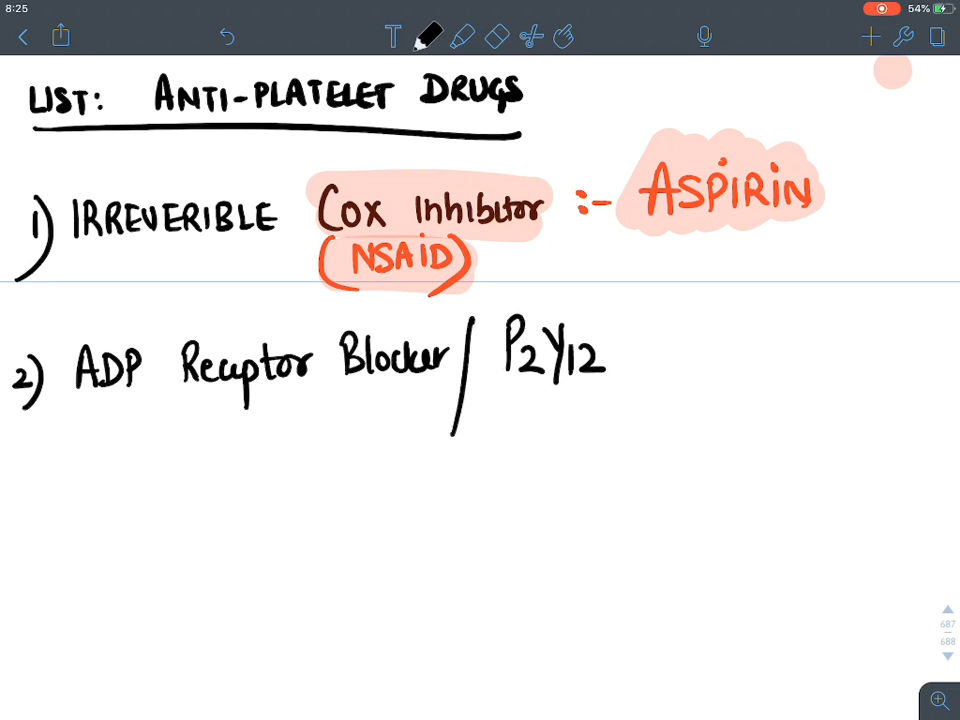 8:25
54%
T
LIST: ANTI-PLATELET DRUGS
1) IRREVERIBLE COX InhibitOr :- ASPIRIN
(NSAID)
2) ADP Receptor Blocker / P2Y12
687
688